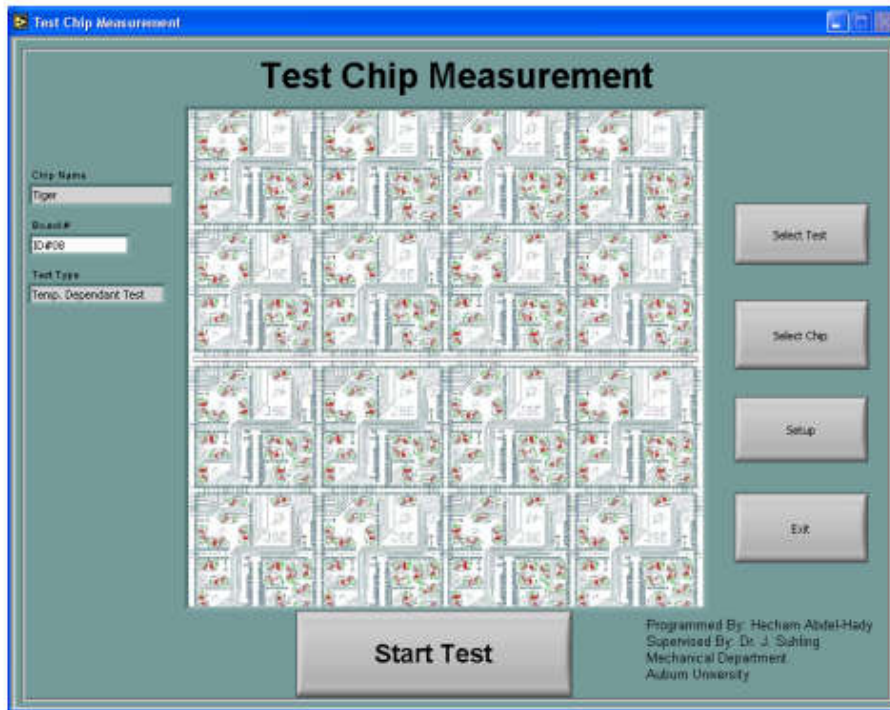 Test Chip Measurement
Test Chip Measurement
Chip Name
Tiger
Board#
ID#08
Test Type
Temp. Dependant Test
Select Test
Select Chip
Setup
Exit
Start Test
Programmed By: Hecham Abdel-Hady
Supervised By: Dr. J. Suhling
Mechanical Department
Auburn University